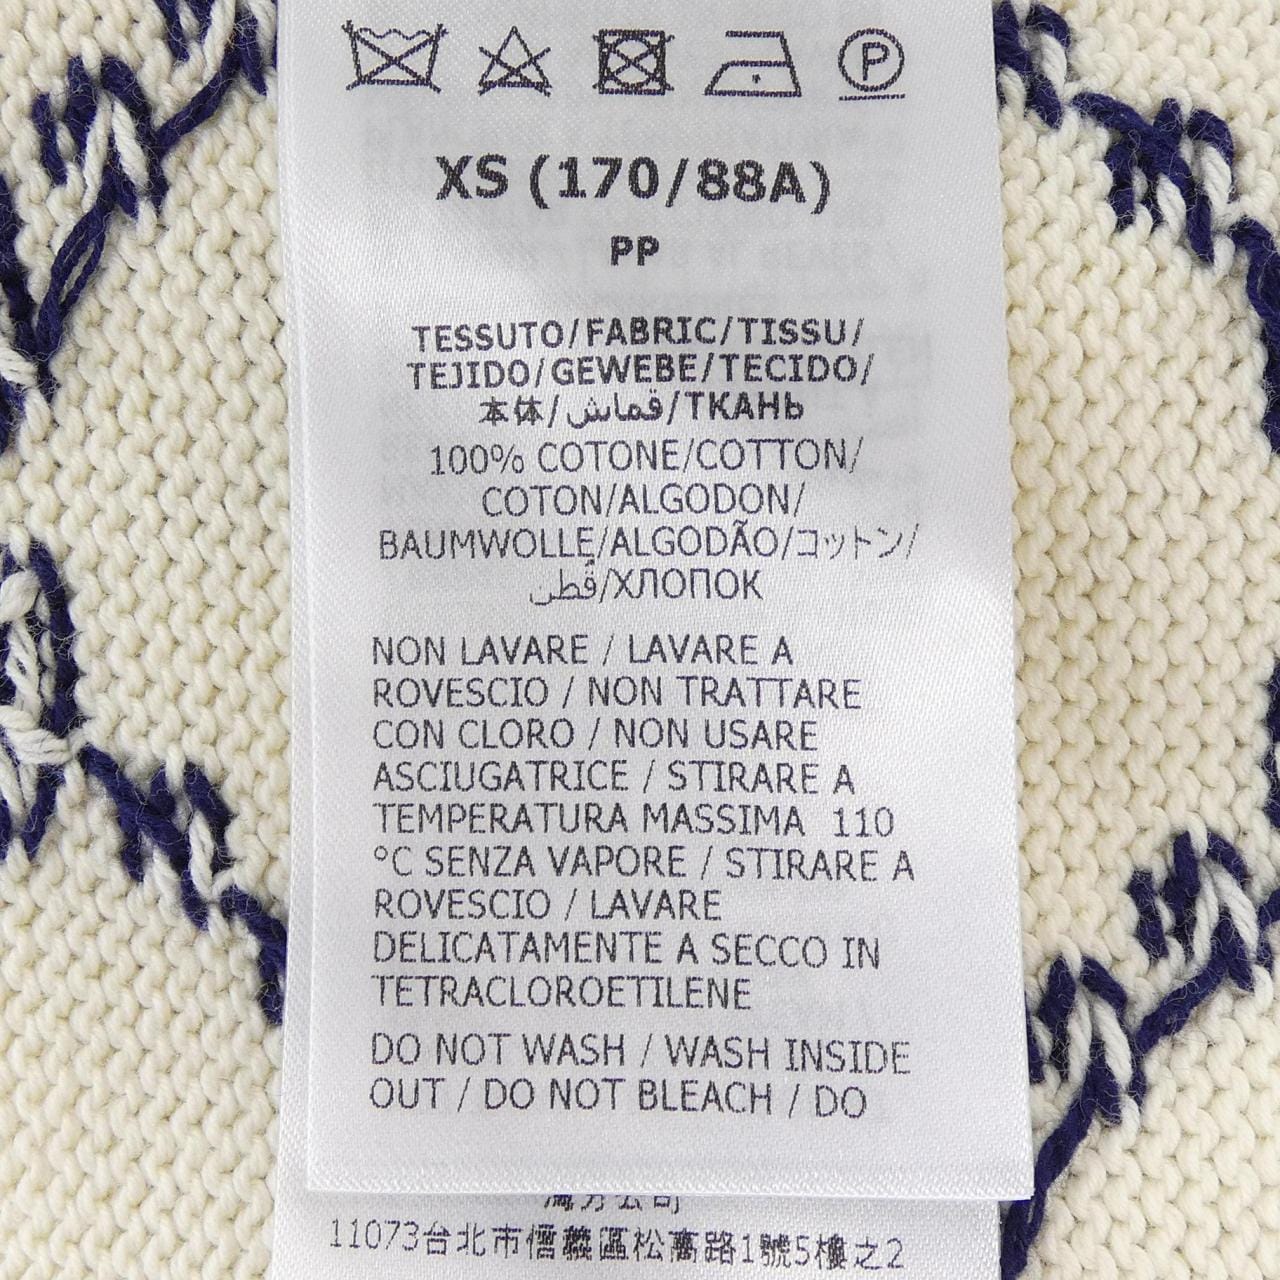 P
XS (170/88A)
PP
TESSUTO/FABRIC/TISSU/
TEJIDO/GEWEBE/TECIDO/
本体/قماش/ТКАНЬ
100% COTONE/COTTON/
COTON/ALGODON/
BAUMWOLLE/ALGODÃO/コットン/
قطن/ХЛОПОК
NON LAVARE / LAVARE A
ROVESCIO / NON TRATTARE
CON CLORO / NON USARE
ASCIUGATRICE / STIRARE A
TEMPERATURA MASSIMA 110
°C SENZA VAPORE / STIRARE A
ROVESCIO / LAVARE
DELICATAMENTE A SECCO IN
TETRACLOROETILENE
DO NOT WASH / WASH INSIDE
OUT / DO NOT BLEACH / DO
公司
11073台北市信義區松高路1號5樓之2